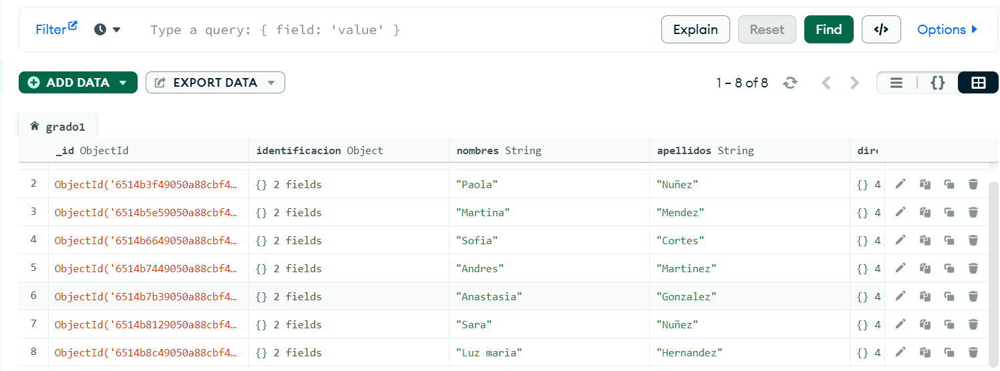 Filter Type a query: { field: 'value' } Explain Reset Find </> Options
ADD DATA EXPORT DATA 1 – 8 of 8 {}
grado1
_id ObjectId identificacion Object nombres String apellidos String
2 ObjectId('6514b3f49050a88cbf4… {} 2 fields "Paola" "Nuñez" {} 4
3 ObjectId('6514b5e59050a88cbf4… {} 2 fields "Martina" "Mendez" {} 4
4 ObjectId('6514b6649050a88cbf4… {} 2 fields "Sofia" "Cortes" {} 4
5 ObjectId('6514b7449050a88cbf4… {} 2 fields "Andres" "Martinez" {} 4
6 ObjectId('6514b7b39050a88cbf4… {} 2 fields "Anastasia" "Gonzalez" {} 4
7 ObjectId('6514b8129050a88cbf4… {} 2 fields "Sara" "Nuñez" {} 4
8 ObjectId('6514b8c49050a88cbf4… {} 2 fields "Luz maria" "Hernandez" {} 4